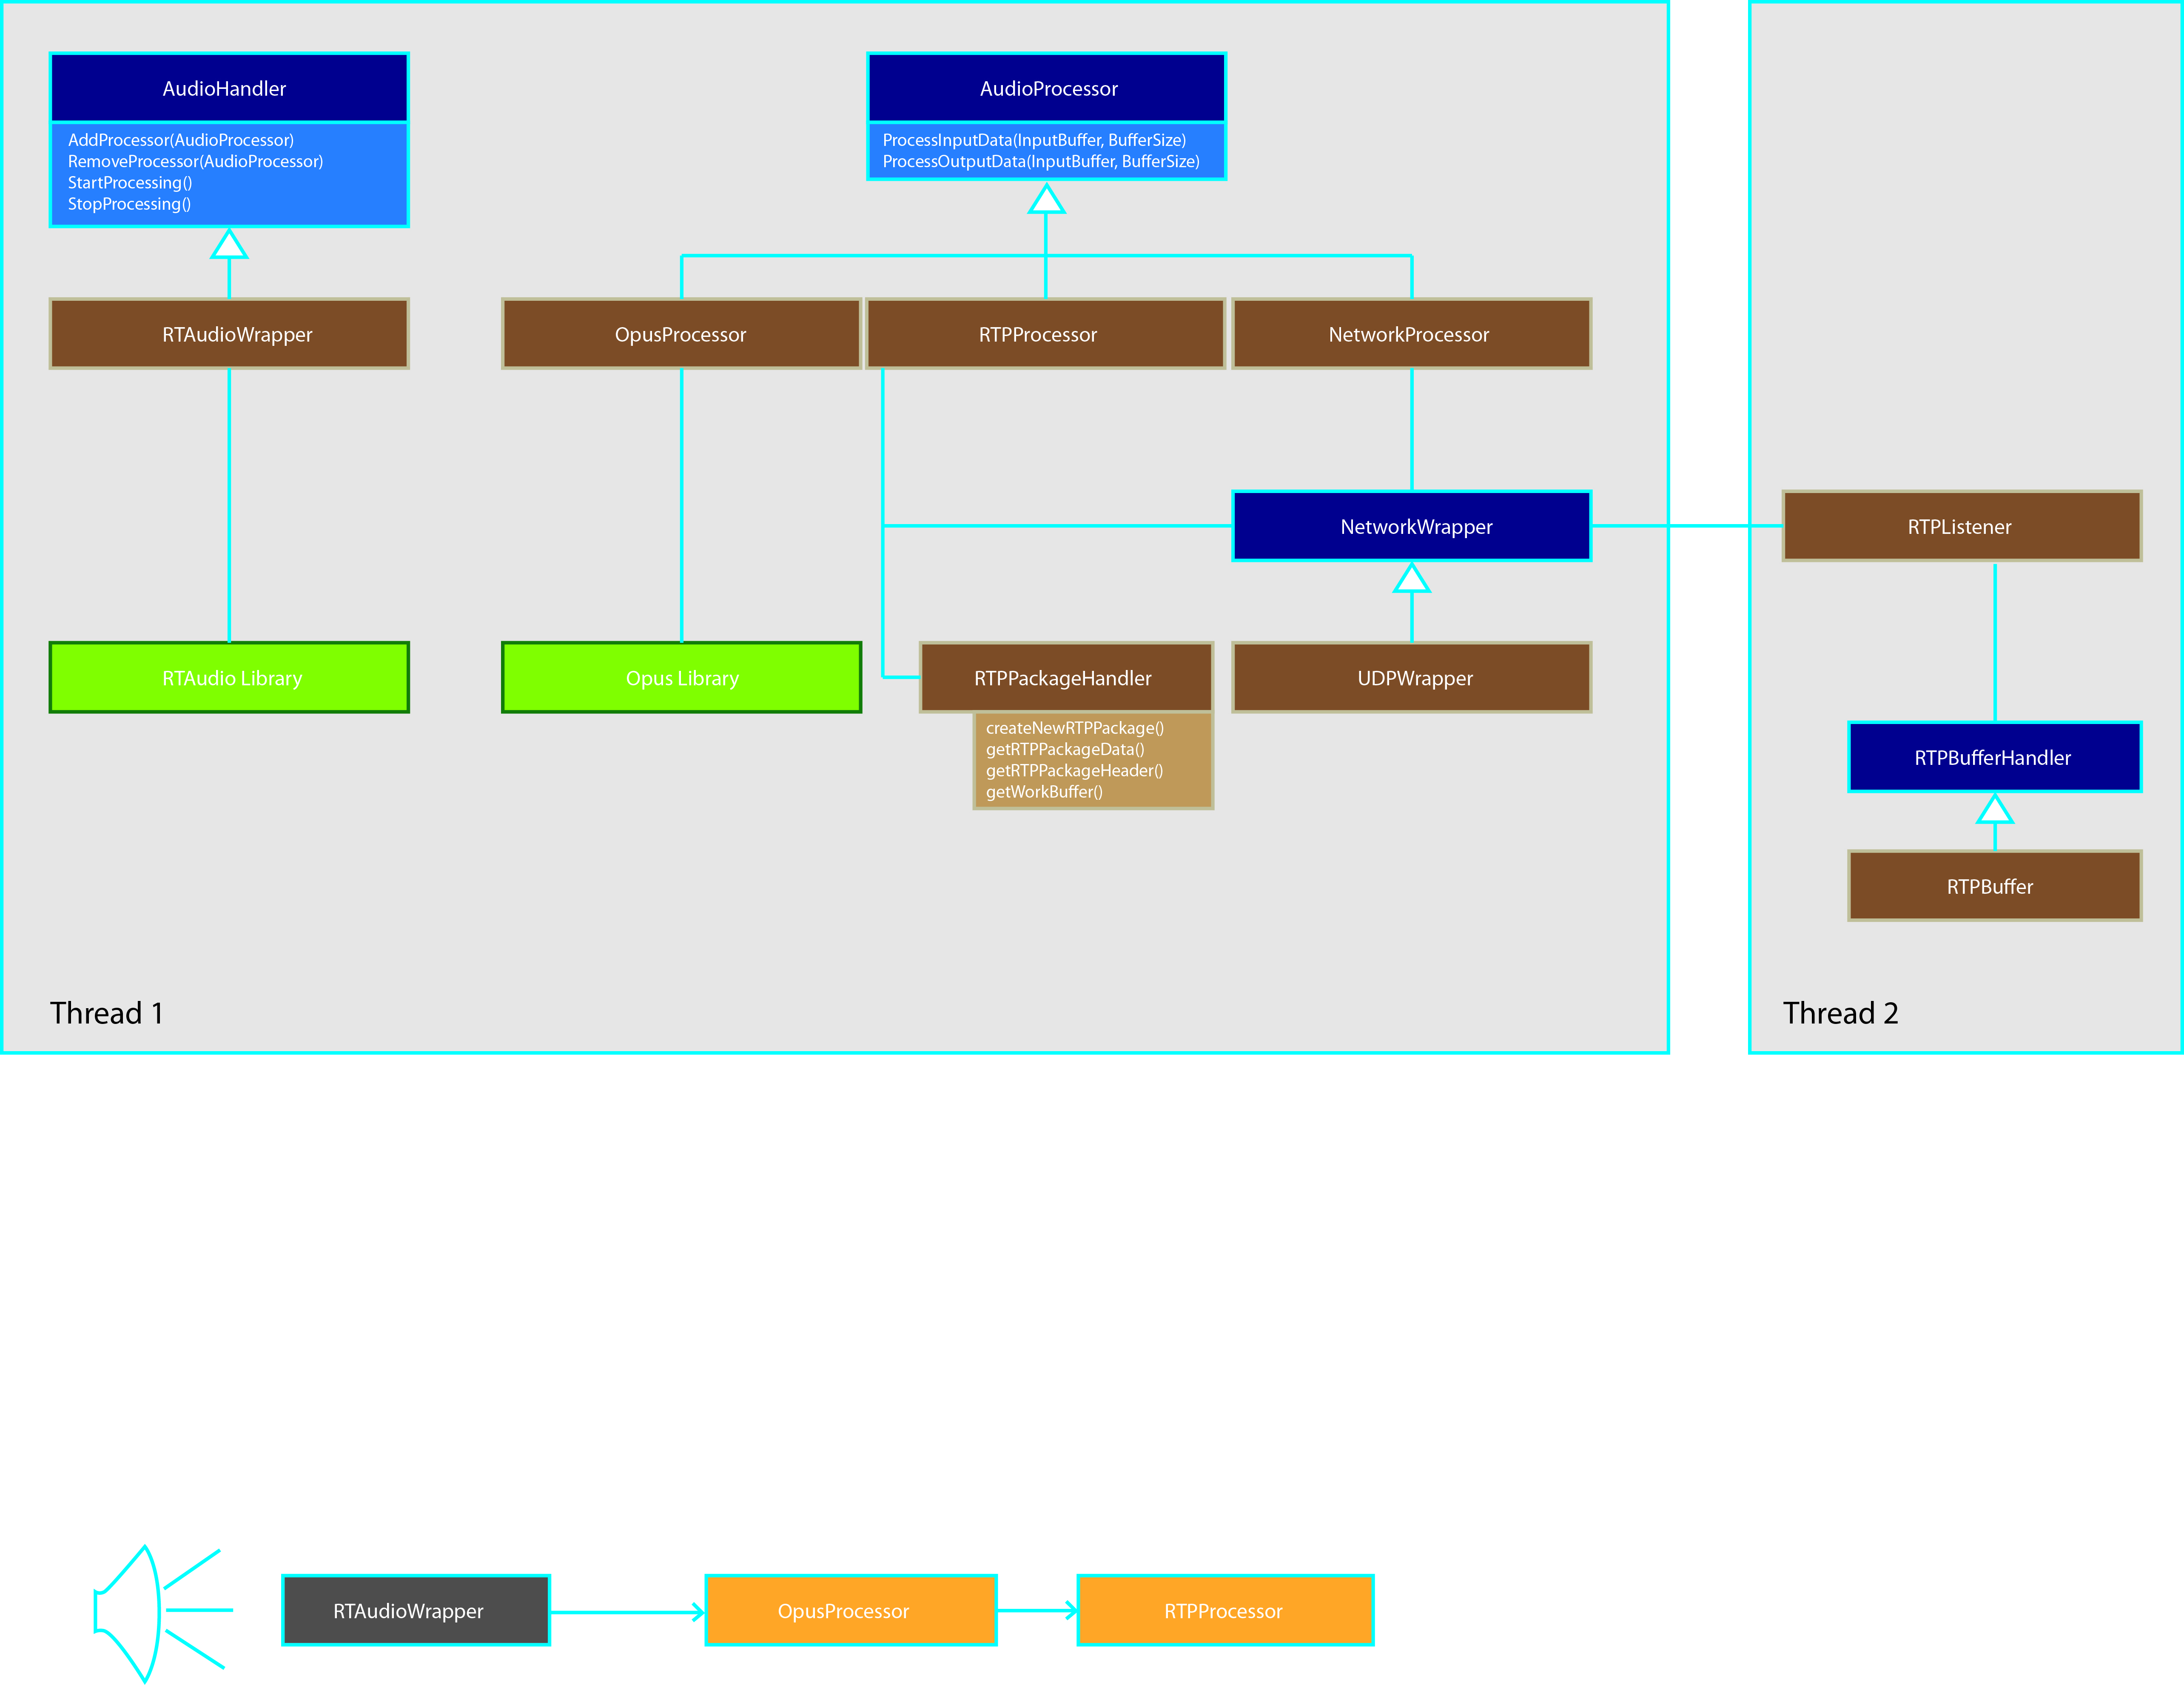 AudioHandler
AddProcessor(AudioProcessor)
RemoveProcessor(AudioProcessor)
StartProcessing()
StopProcessing()
AudioProcessor
ProcessInputData(InputBuffer, BufferSize)
ProcessOutputData(InputBuffer, BufferSize)
RTAudioWrapper
OpusProcessor
RTPProcessor
NetworkProcessor
NetworkWrapper
RTPListener
RTAudio Library
Opus Library
RTPPackageHandler
createNewRTPPackage()
getRTPPackageData()
getRTPPackageHeader()
getWorkBuffer()
UDPWrapper
RTPBufferHandler
RTPBuffer
Thread 1
Thread 2
RTAudioWrapper
OpusProcessor
RTPProcessor